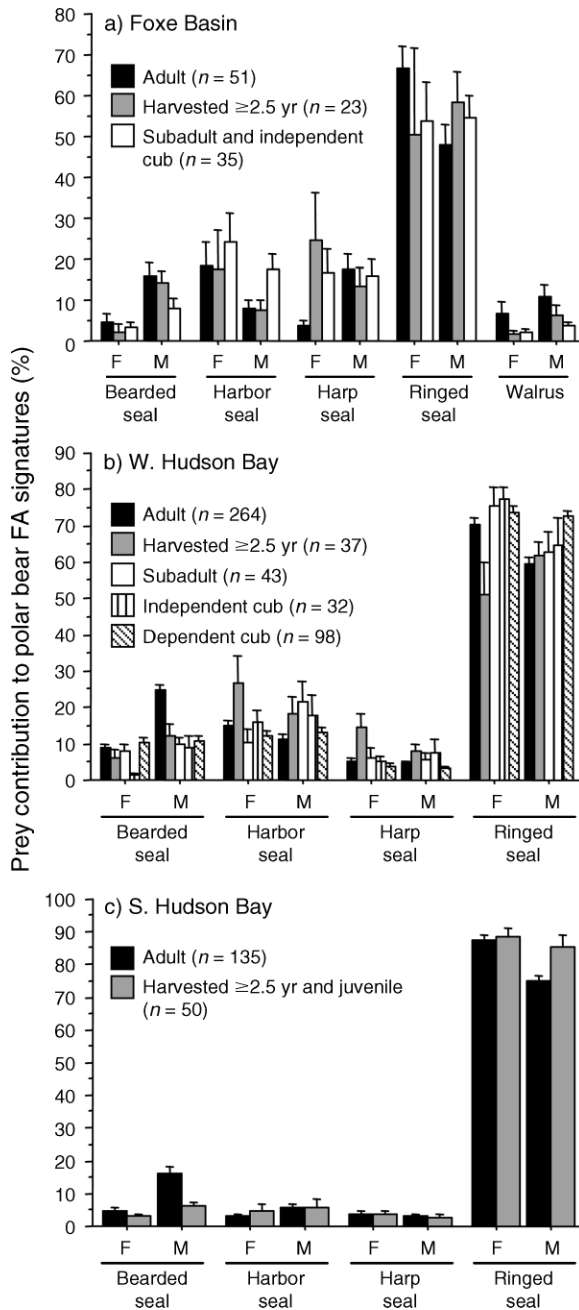 Prey contribution to polar bear FA signatures (%)
a) Foxe Basin
Adult (n = 51)
Harvested ≥2.5 yr (n = 23)
Subadult and independent
cub (n = 35)
80
70
60
50
40
30
20
10
0
F M F M F M F M F M
Bearded seal
Harbor seal
Harp seal
Ringed seal
Walrus
b) W. Hudson Bay
Adult (n = 264)
Harvested ≥2.5 yr (n = 37)
Subadult (n = 43)
Independent cub (n = 32)
Dependent cub (n = 98)
90
80
70
60
50
40
30
20
10
0
F M F M F M F M
Bearded seal
Harbor seal
Harp seal
Ringed seal
c) S. Hudson Bay
Adult (n = 135)
Harvested ≥2.5 yr and juvenile
(n = 50)
100
90
80
70
60
50
40
30
20
10
0
F M F M F M F M
Bearded seal
Harbor seal
Harp seal
Ringed seal